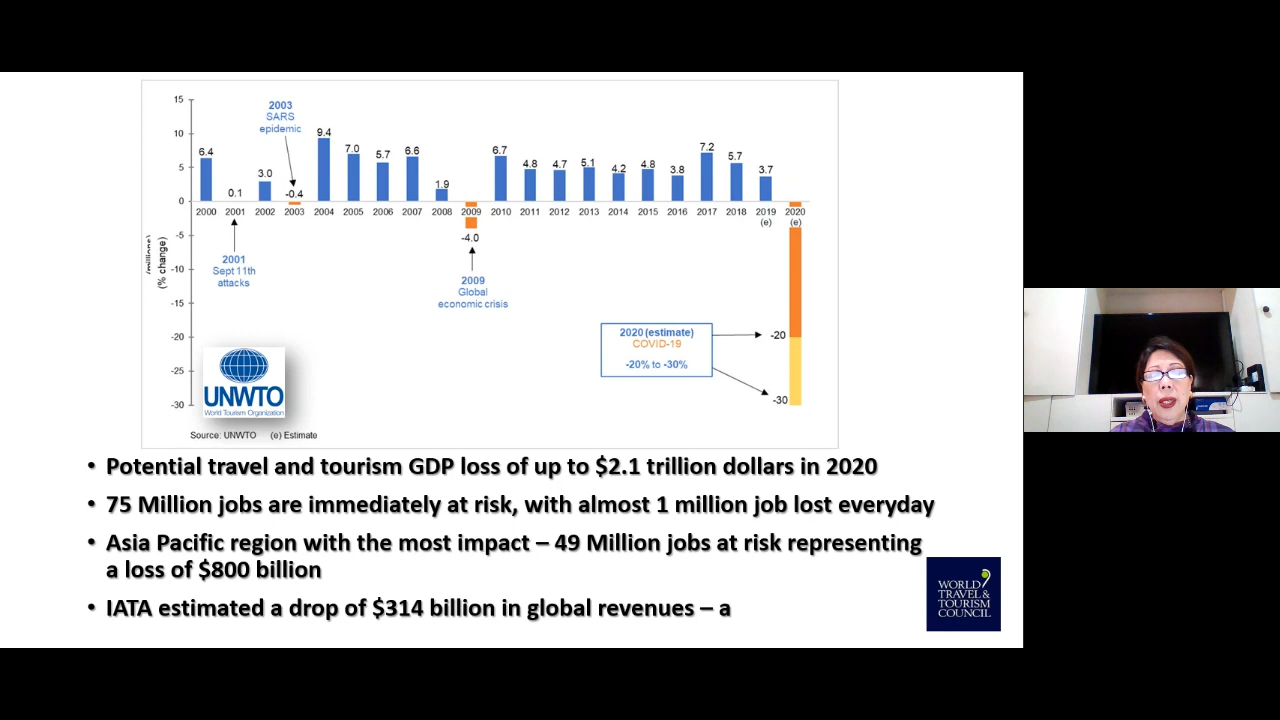 15
10
5
0
-5
-10
-15
-20
-25
-30
(millions)
(% change)
2003
SARS
epidemic
6.4
0.1
3.0
-0.4
9.4
7.0
5.7
6.6
1.9
-4.0
6.7
4.8
4.7
5.1
4.2
4.8
3.8
7.2
5.7
3.7
2000 2001 2002 2003 2004 2005 2006 2007 2008 2009 2010 2011 2012 2013 2014 2015 2016 2017 2018 2019 2020
(e) (e)
2001
Sept 11th
attacks
2009
Global
economic crisis
2020 (estimate)
COVID-19
-20% to -30%
-20
-30
UNWTO
World Tourism Organization
Source: UNWTO (e) Estimate
• Potential travel and tourism GDP loss of up to $2.1 trillion dollars in 2020
• 75 Million jobs are immediately at risk, with almost 1 million job lost everyday
• Asia Pacific region with the most impact – 49 Million jobs at risk representing
a loss of $800 billion
• IATA estimated a drop of $314 billion in global revenues – a
WORLD
TRAVEL &
TOURISM
COUNCIL